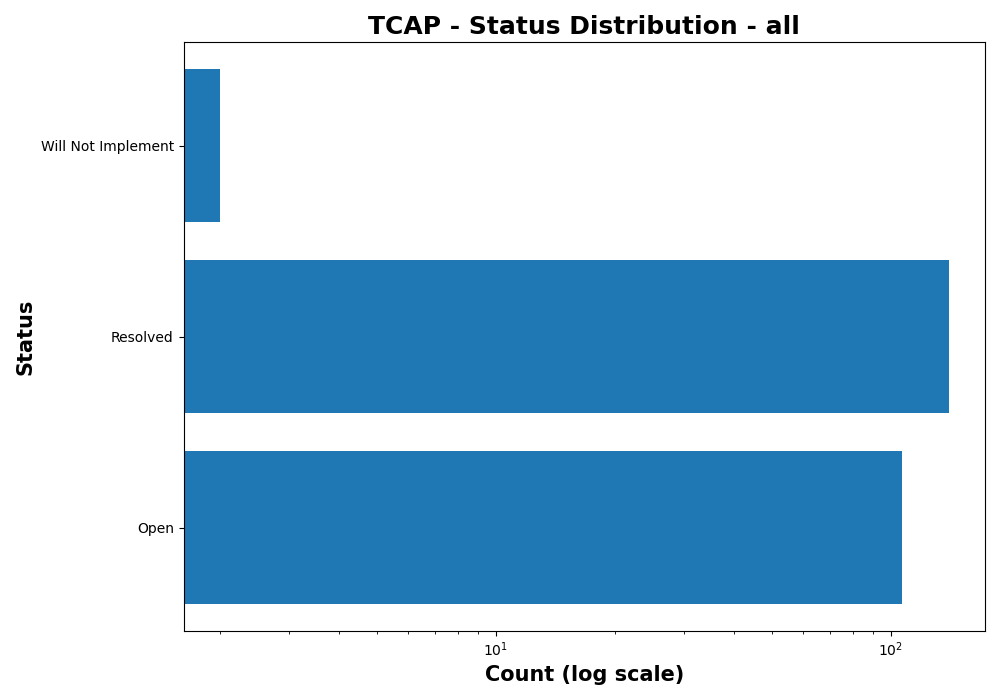 TCAP - Status Distribution - all
Will Not Implement
Resolved
Open
Status
10¹
10²
Count (log scale)